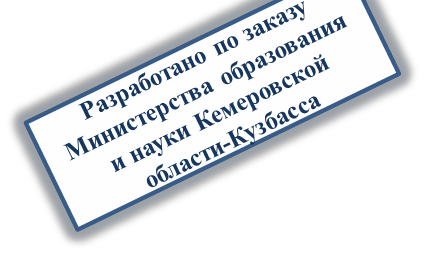 Разработано по заказу
Министерства образования
и науки Кемеровской
области-Кузбасса